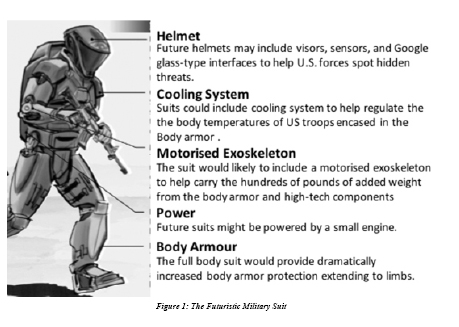 Helmet
Future helmets may include visors, sensors, and Google
glass-type interfaces to help U.S. forces spot hidden
threats.
Cooling System
Suits could include cooling system to help regulate the
the body temperatures of US troops encased in the
Body armor .
Motorised Exoskeleton
The suit would likely to include a motorised exoskeleton
to help carry the hundreds of pounds of added weight
from the body armor and high-tech components
Power
Future suits might be powered by a small engine.
Body Armour
The full body suit would provide dramatically
increased body armor protection extending to limbs.
Figure 1: The Futuristic Military Suit